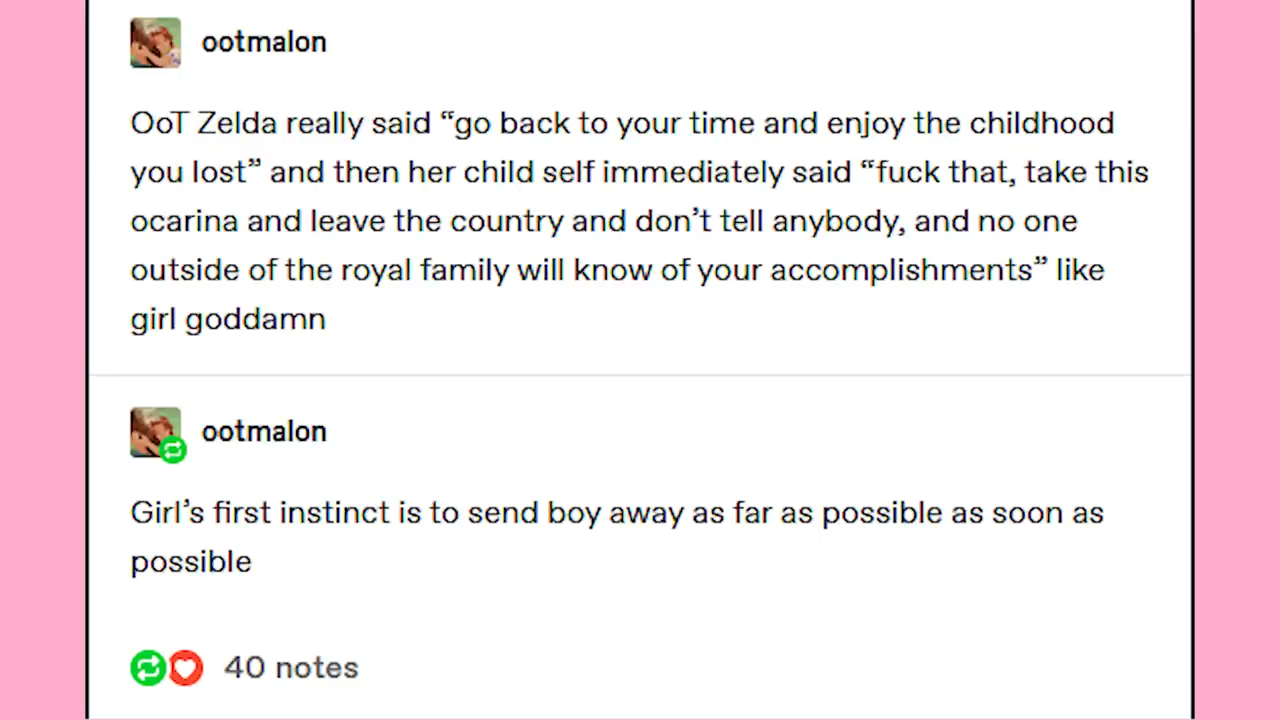 ootmalon
OoT Zelda really said “go back to your time and enjoy the childhood
you lost” and then her child self immediately said “fuck that, take this
ocarina and leave the country and don’t tell anybody, and no one
outside of the royal family will know of your accomplishments” like
girl goddamn
ootmalon
Girl’s first instinct is to send boy away as far as possible as soon as
possible
40 notes